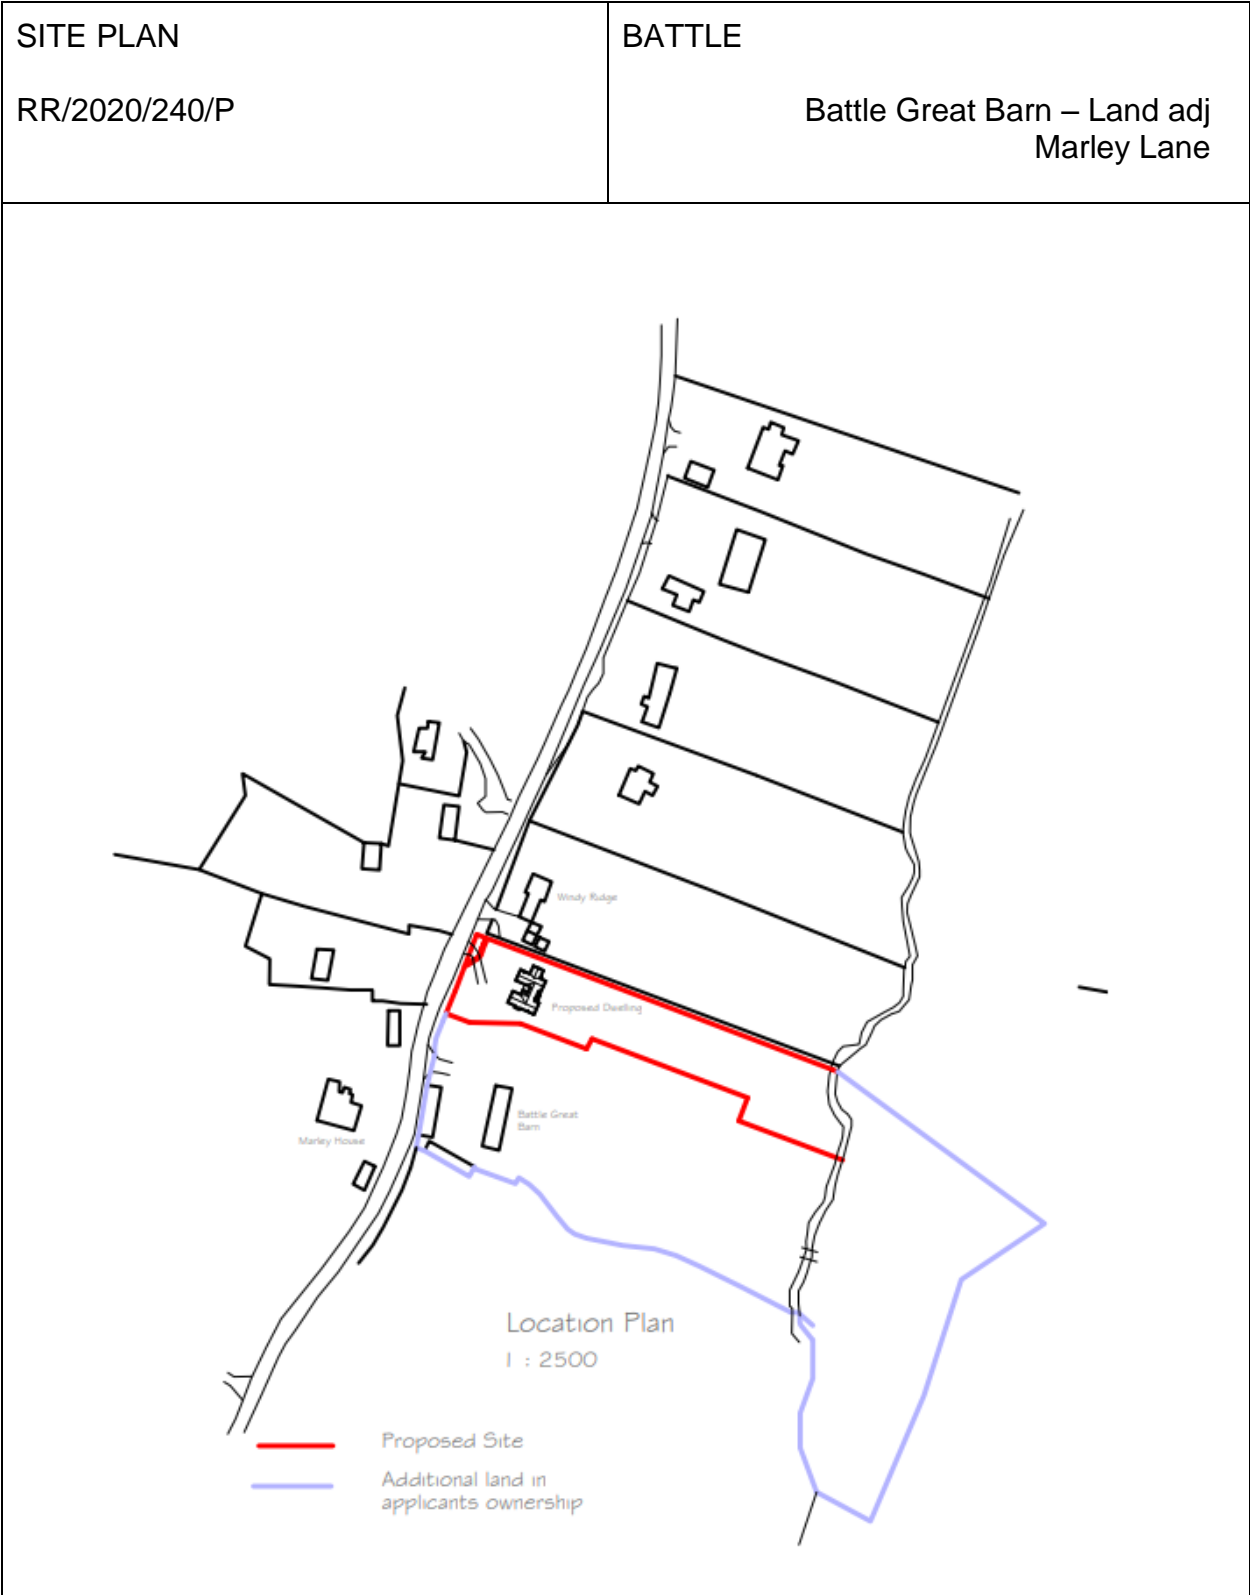 SITE PLAN
RR/2020/240/P
BATTLE
Battle Great Barn – Land adj
Marley Lane
Windy Ridge
Proposed Dwelling
Battle Great
Barn
Marley House
Location Plan
1 : 2500
Proposed Site
Additional land in
applicants ownership